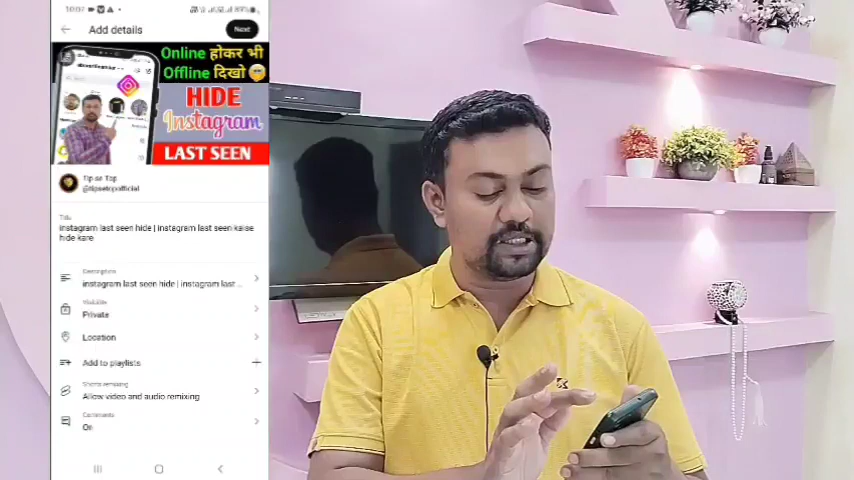 10:07
Add details
Next
Online होकर भी
Offline दिखो
HIDE
Instagram
LAST SEEN
Tip se Top
@tipsetopofficial
Title
instagram last seen hide | instagram last seen kaise
hide kare
Description
instagram last seen hide | instagram last ...
Visibility
Private
Location
Add to playlists
Shorts remixing
Allow video and audio remixing
Comments
On